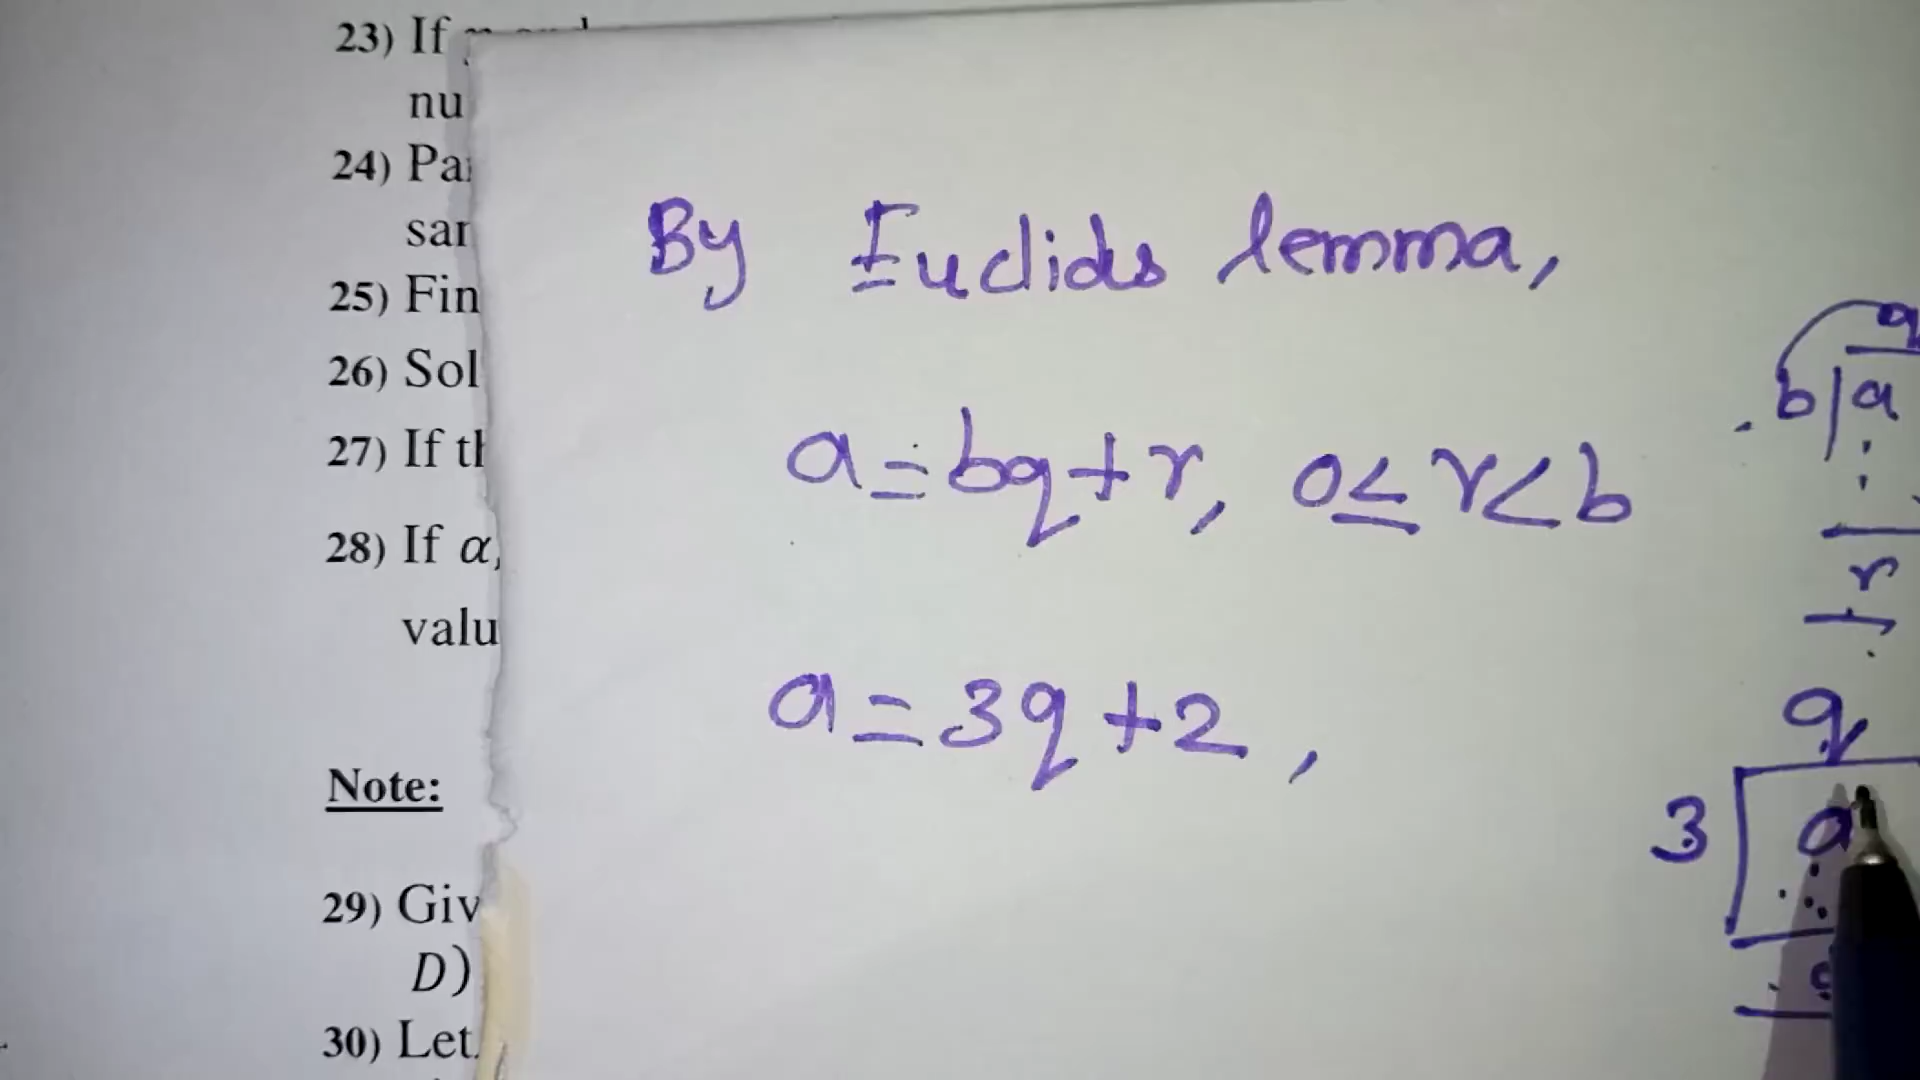 23) If
nu
24) Pa
sar
25) Fin
26) Sol
27) If th
28) If α,
valu
Note:
29) Giv
D)
30) Let
By Euclids lemma,
a = bq + r, 0 ≤ r < b
a = 3q + 2,
q
b a
r
q
3 a